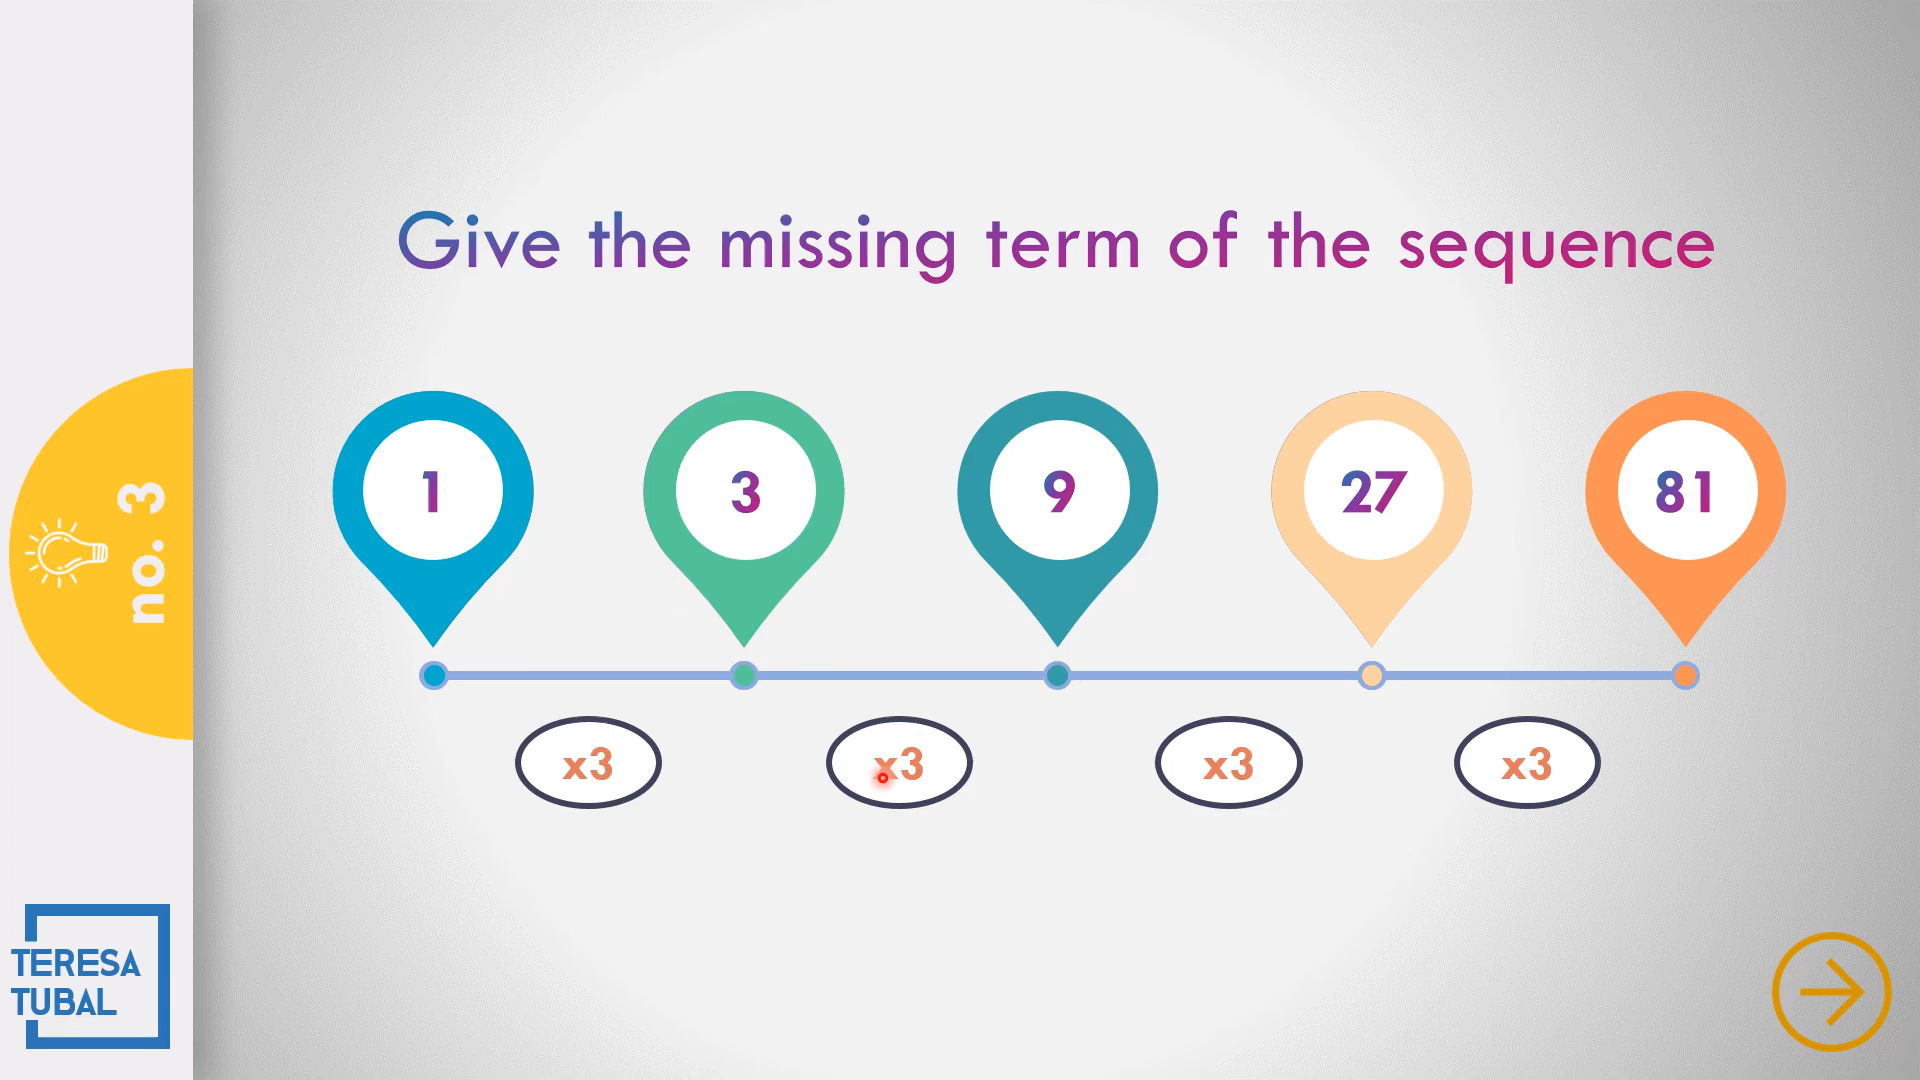 Give the missing term of the sequence
1 3 9 27 81
x3 x3 x3 x3
no. 3
TERESA
TUBAL